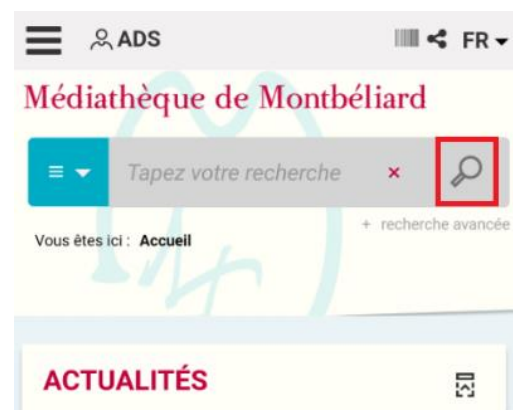 ADS FR
Médiathèque de Montbéliard
Tapez votre recherche
+ recherche avancée
Vous êtes ici : Accueil
ACTUALITÉS